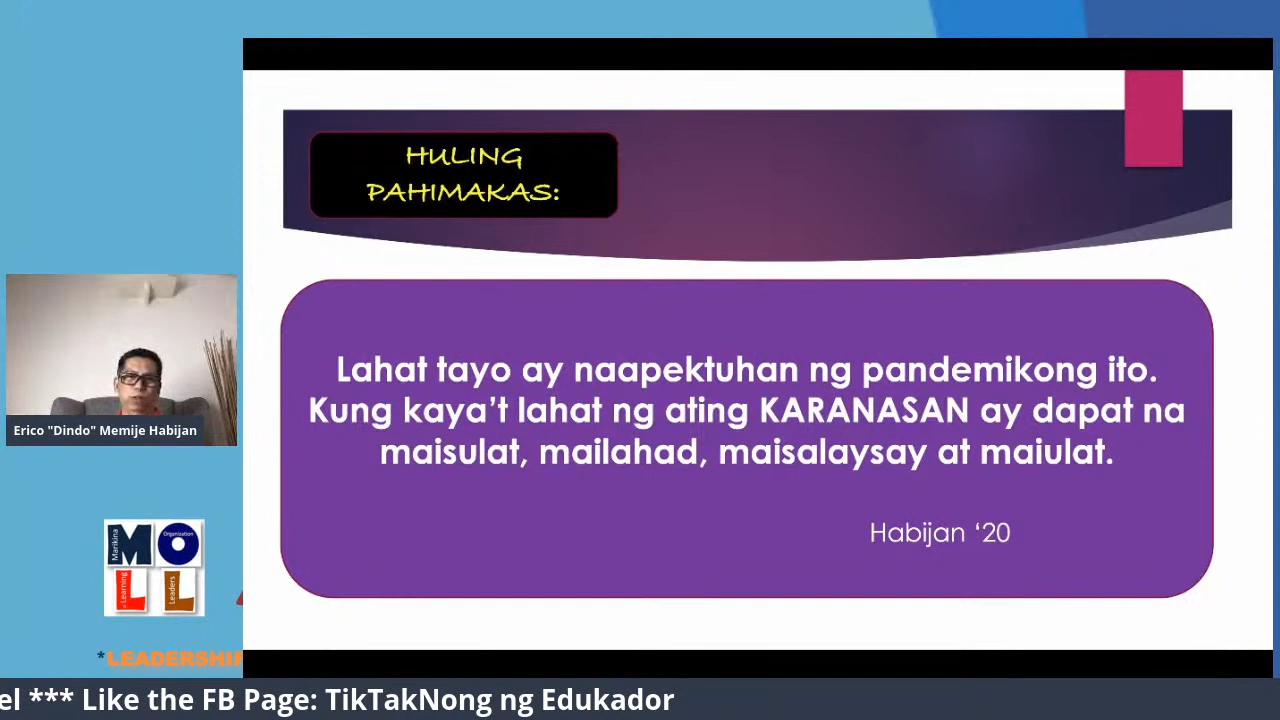 HULING
PAHIMAKAS:
Lahat tayo ay naapektuhan ng pandemikong ito.
Kung kaya’t lahat ng ating KARANASAN ay dapat na
maisulat, mailahad, maisalaysay at maiulat.
Habijan ‘20
Erico "Dindo" Memije Habijan
Marikina
M
Organization
O
of Learning
L
Leaders
L
*LEADERSHIP
el *** Like the FB Page: TikTakNong ng Edukador